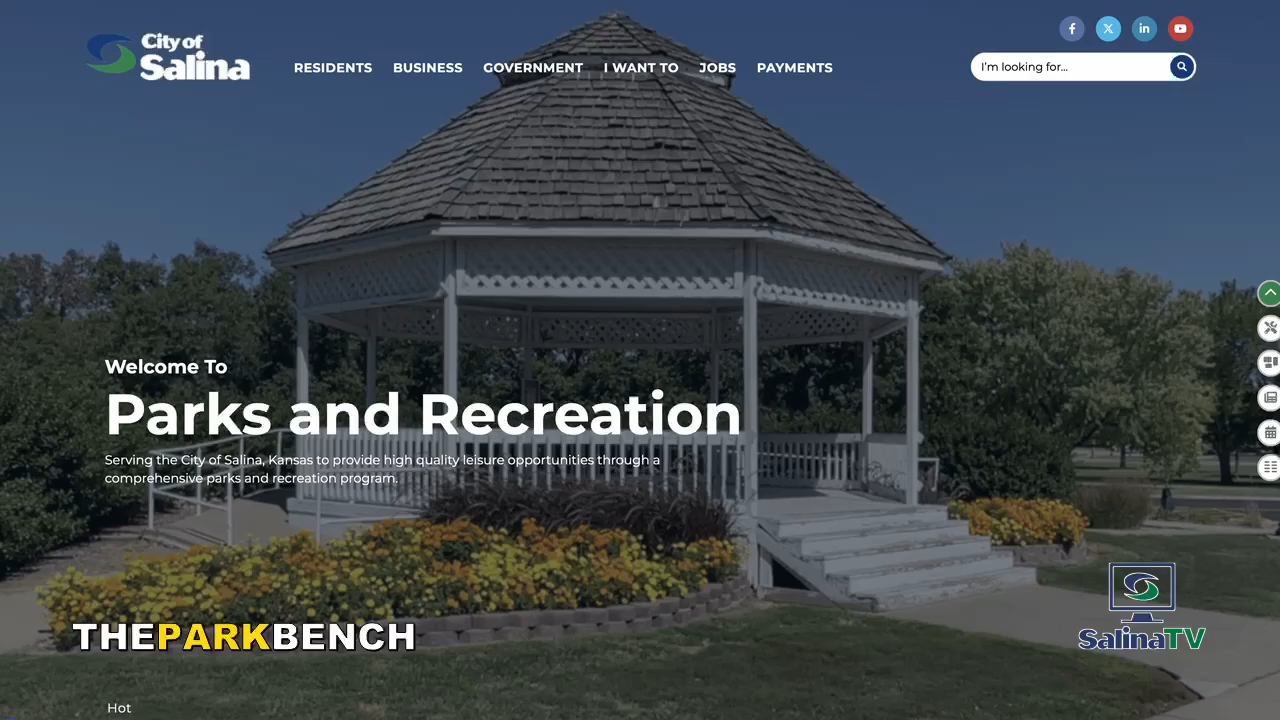 City of
Salina
RESIDENTS BUSINESS GOVERNMENT I WANT TO JOBS PAYMENTS
I'm looking for...
Welcome To
Parks and Recreation
Serving the City of Salina, Kansas to provide high quality leisure opportunities through a
comprehensive parks and recreation program.
THEPARKBENCH
SalinaTV
Hot